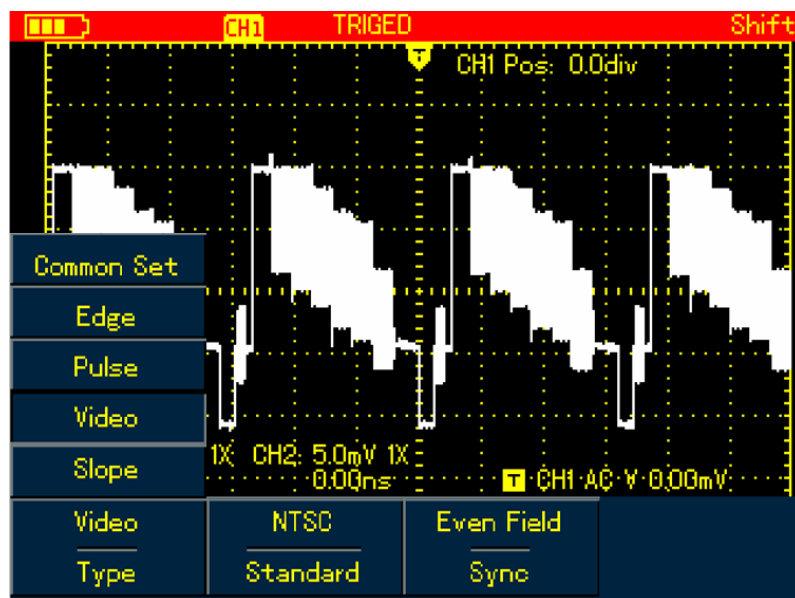 CH1 TRIGED Shift
T
CH1 Pos: 0.0div
Common Set
Edge
Pulse
Video
Slope
1X CH2: 5.0mV 1X
0.00ns T CH1 AC V 0.00mV
Video NTSC Even Field
Type Standard Sync